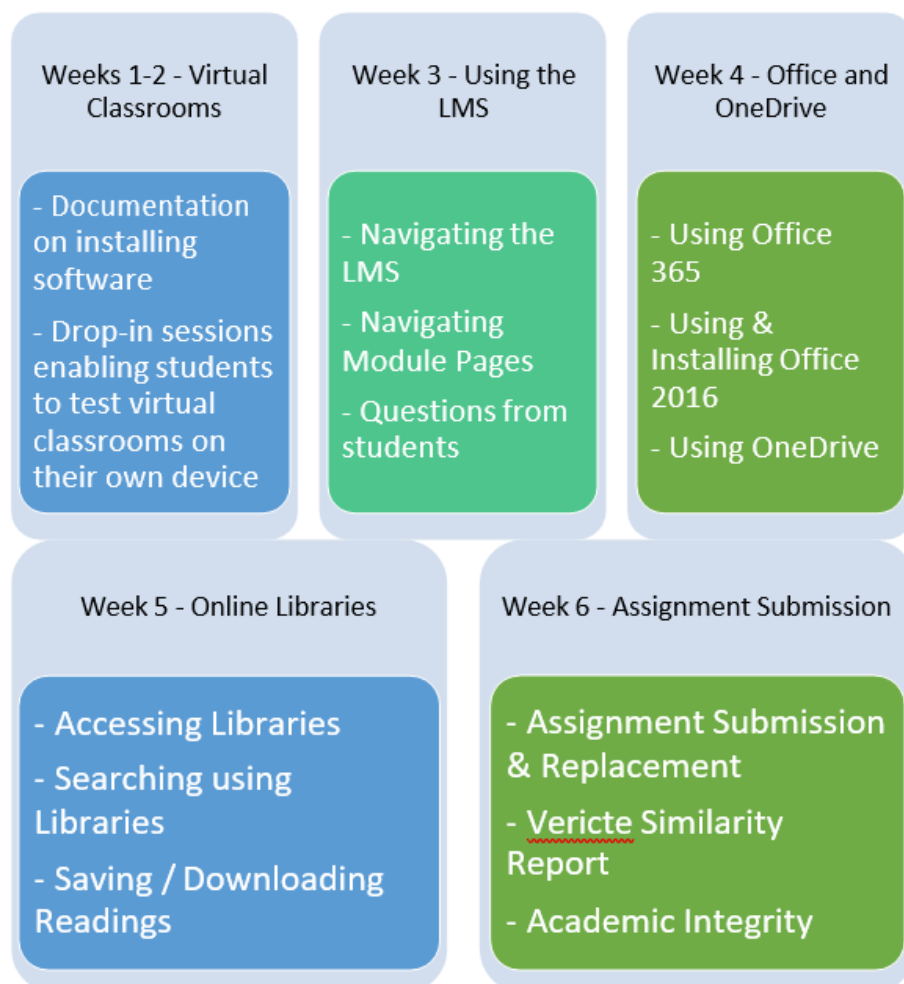 Weeks 1-2 - Virtual
Classrooms
- Documentation
on installing
software
- Drop-in sessions
enabling students
to test virtual
classrooms on
their own device
Week 3 - Using the
LMS
- Navigating the
LMS
- Navigating
Module Pages
- Questions from
students
Week 4 - Office and
OneDrive
- Using Office
365
- Using &
Installing Office
2016
- Using OneDrive
Week 5 - Online Libraries
- Accessing Libraries
- Searching using
Libraries
- Saving / Downloading
Readings
Week 6 - Assignment Submission
- Assignment Submission
& Replacement
- Vericte Similarity
Report
- Academic Integrity